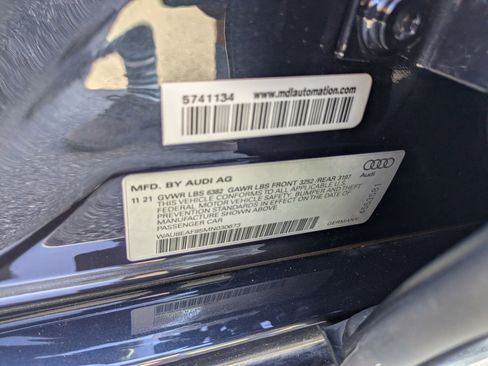 5741134 www.mdlautomation.com
MFD. BY AUDI AG
Audi
11 21 GVWR LBS 6382 GAWR LBS FRONT 3252 /REAR 3197
THIS VEHICLE CONFORMS TO ALL APPLICABLE U.S.
FEDERAL MOTOR VEHICLE SAFETY, BUMPER AND THEFT
PREVENTION STANDARDS IN EFFECT ON THE DATE OF
MANUFACTURE SHOWN ABOVE
PASSENGER CAR
WAU8EAF85MN030673
GERMANY